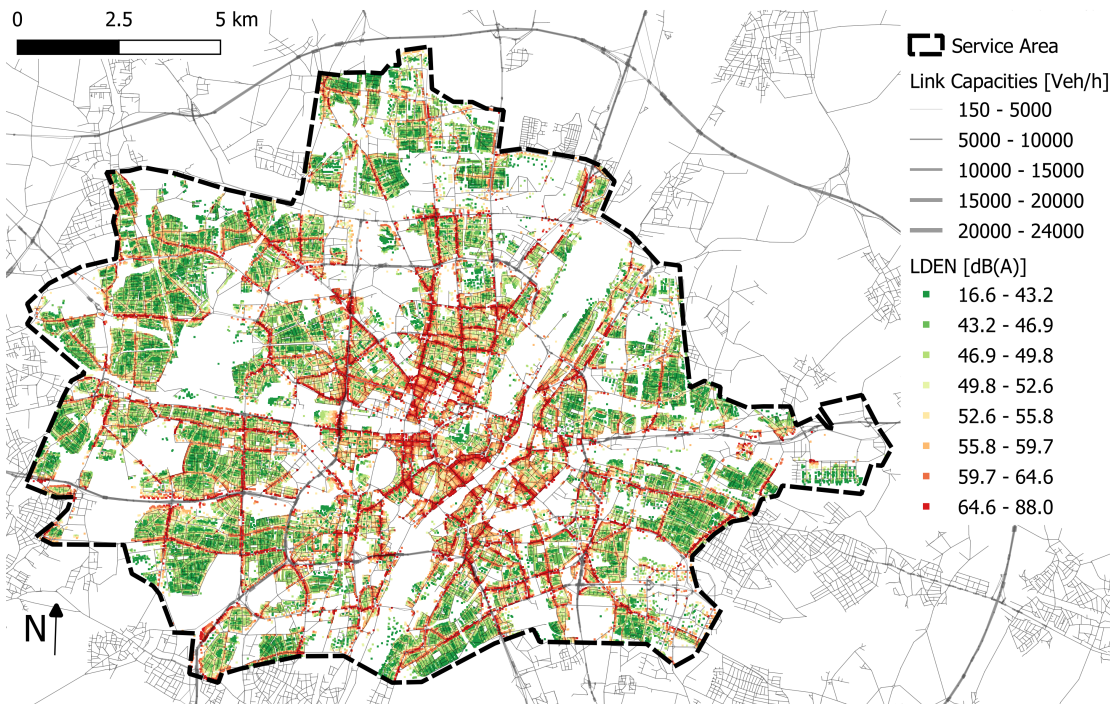 0 2.5 5 km
Service Area
Link Capacities [Veh/h]
150 - 5000
5000 - 10000
10000 - 15000
15000 - 20000
20000 - 24000
LDEN [dB(A)]
16.6 - 43.2
43.2 - 46.9
46.9 - 49.8
49.8 - 52.6
52.6 - 55.8
55.8 - 59.7
59.7 - 64.6
64.6 - 88.0
N